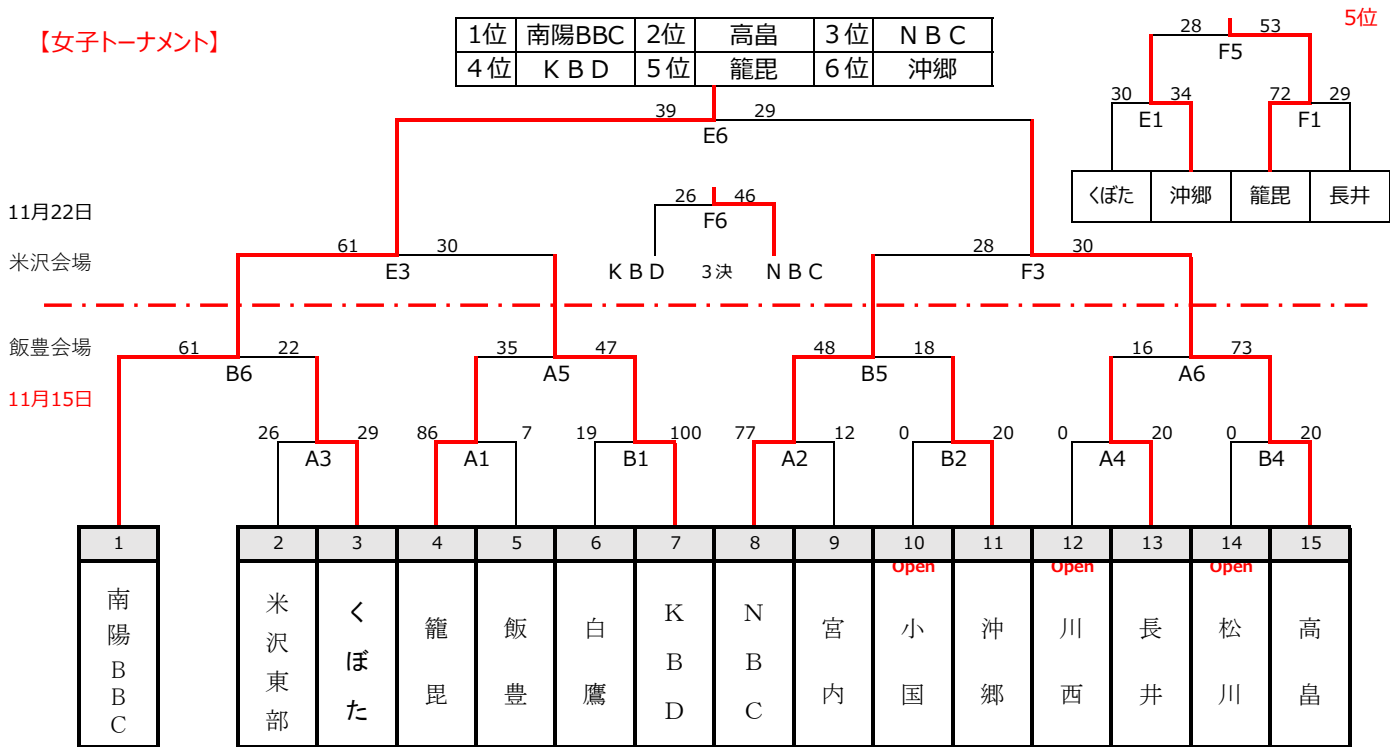 【女子トーナメント】
1位 南陽BBC 2位 高畠 3位 NBC
4位 KBD 5位 籠毘 6位 沖郷
5位
28 53
F5
30 34 72 29
E1 F1
くぼた 沖郷 籠毘 長井
39 29
E6
11月22日
米沢会場
26 46
F6
KBD 3決 NBC
61 30
E3
28 30
F3
飯豊会場
11月15日
61 22 35 47 48 18 16 73
B6 A5 B5 A6
26 29 86 7 19 100 77 12 0 20 0 20 0 20
A3 A1 B1 A2 B2 A4 B4
1 2 3 4 5 6 7 8 9 10 11 12 13 14 15
Open Open Open
南陽BBC
米沢東部
くぼた
籠毘
飯豊
白鷹
KBD
NBC
宮内
小国
沖郷
川西
長井
松川
高畠